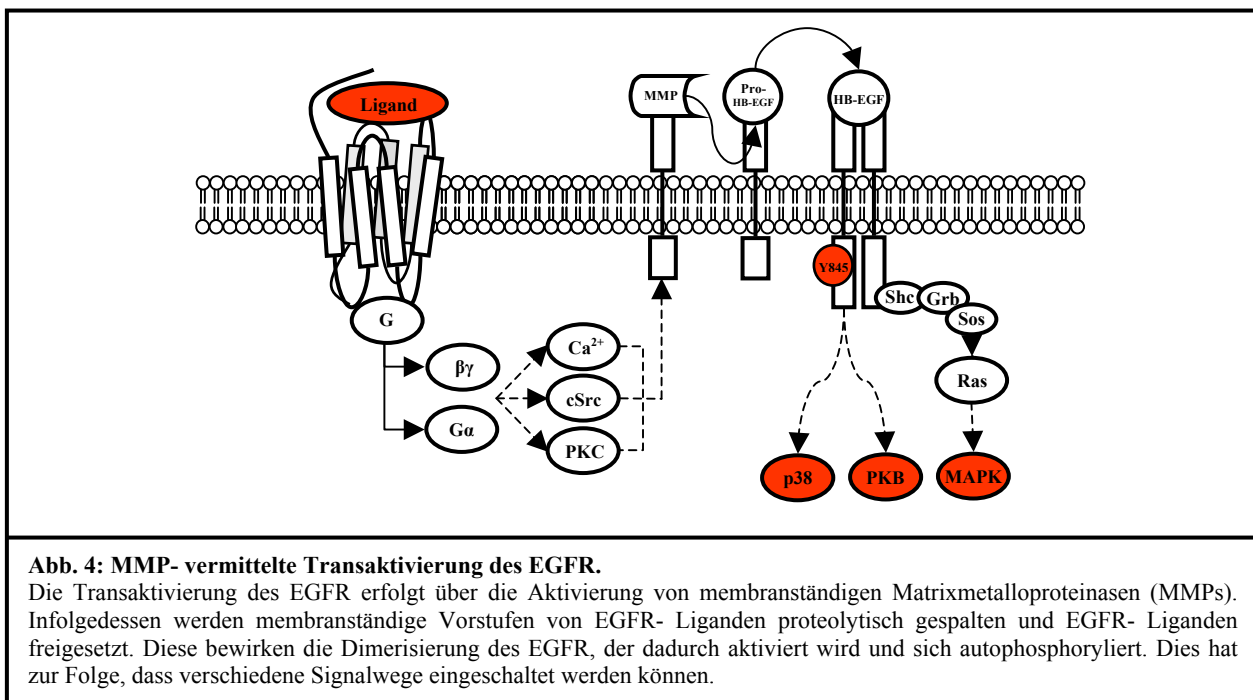 Ligand
MMP
Pro-
HB-EGF
HB-EGF
Y845
G
βγ
Gα
Ca²⁺
cSrc
PKC
Shc
Grb
Sos
Ras
p38
PKB
MAPK
Abb. 4: MMP- vermittelte Transaktivierung des EGFR.
Die Transaktivierung des EGFR erfolgt über die Aktivierung von membranständigen Matrixmetalloproteinasen (MMPs).
Infolgedessen werden membranständige Vorstufen von EGFR- Liganden proteolytisch gespalten und EGFR- Liganden
freigesetzt. Diese bewirken die Dimerisierung des EGFR, der dadurch aktiviert wird und sich autophosphoryliert. Dies hat
zur Folge, dass verschiedene Signalwege eingeschaltet werden können.